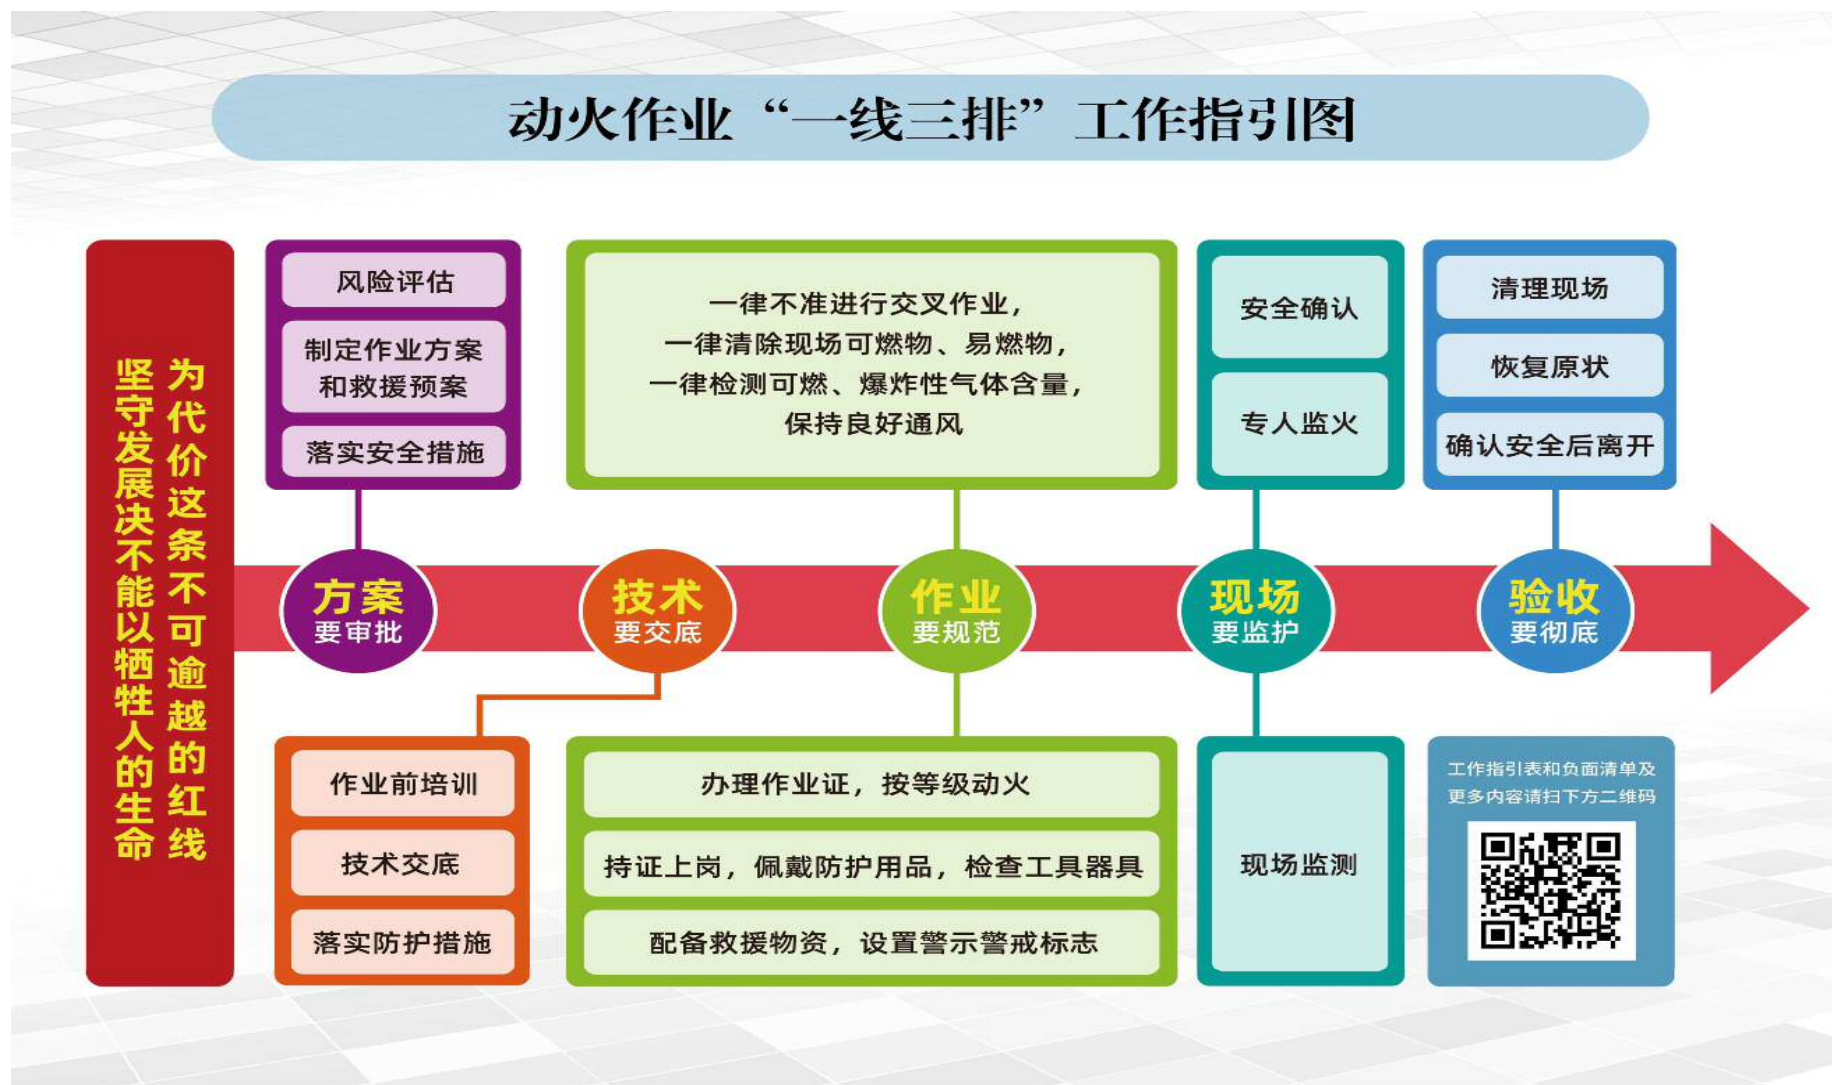 动火作业“一线三排”工作指引图
坚守发展决不能以牺牲人的生命
为代价这条不可逾越的红线
风险评估
制定作业方案
和救援预案
落实安全措施
一律不准进行交叉作业，
一律清除现场可燃物、易燃物，
一律检测可燃、爆炸性气体含量，
保持良好通风
安全确认
专人监火
清理现场
恢复原状
确认安全后离开
方案
要审批
技术
要交底
作业
要规范
现场
要监护
验收
要彻底
作业前培训
技术交底
落实防护措施
办理作业证，按等级动火
持证上岗，佩戴防护用品，检查工具器具
配备救援物资，设置警示警戒标志
现场监测
工作指引表和负面清单及
更多内容请扫下方二维码